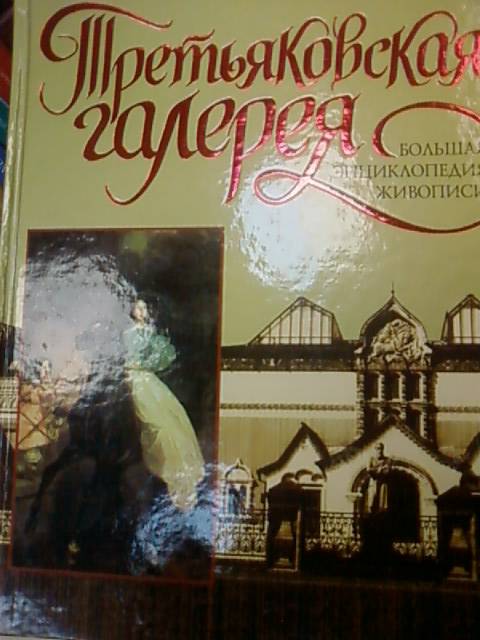 Третьяковская
галерея
БОЛЬШАЯ
ЭНЦИКЛОПЕДИЯ
ЖИВОПИСИ